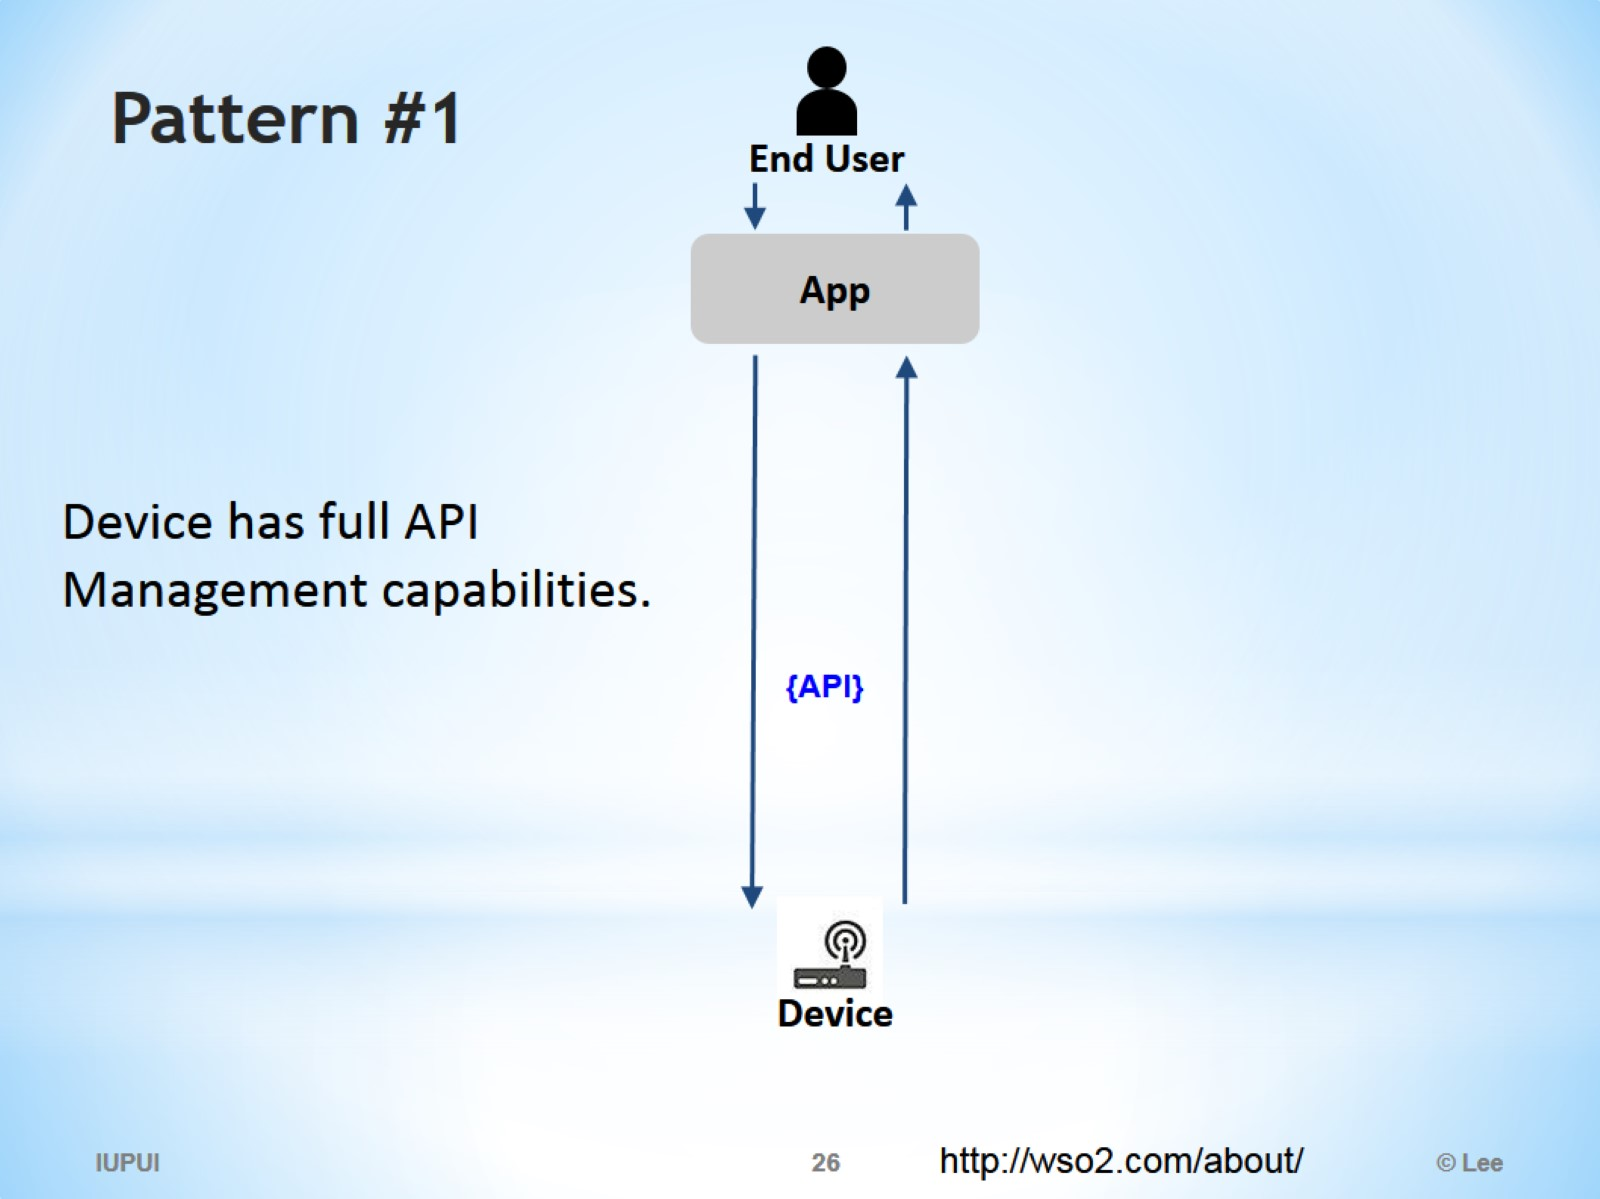 Pattern #1
End User
App
Device has full API
Management capabilities.
{API}
Device
IUPUI
26
http://wso2.com/about/
© Lee